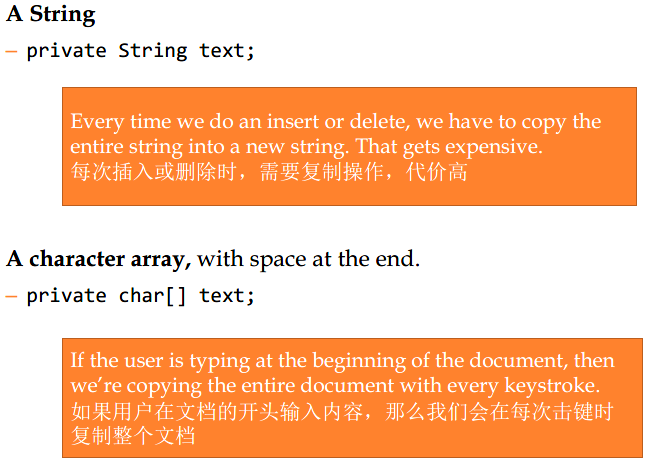 A String
– private String text;
Every time we do an insert or delete, we have to copy the
entire string into a new string. That gets expensive.
每次插入或删除时，需要复制操作，代价高
A character array, with space at the end.
– private char[] text;
If the user is typing at the beginning of the document, then
we’re copying the entire document with every keystroke.
如果用户在文档的开头输入内容，那么我们会在每次击键时
复制整个文档